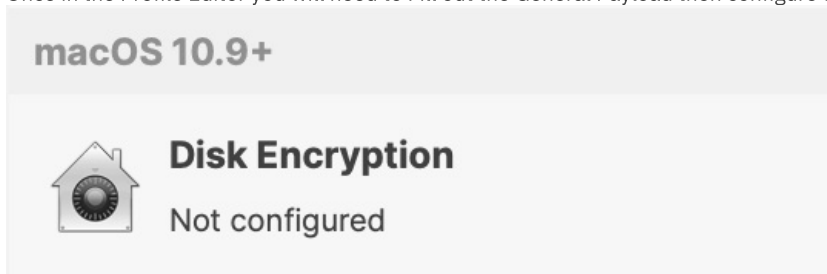 Once in the Profile Editor you will need to Fill out the General Payload then configure
macOS 10.9+
Disk Encryption
Not configured